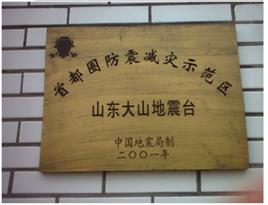 首都圈防震减灾示范区
山东大山地震台
中国地震局制
二〇〇一年